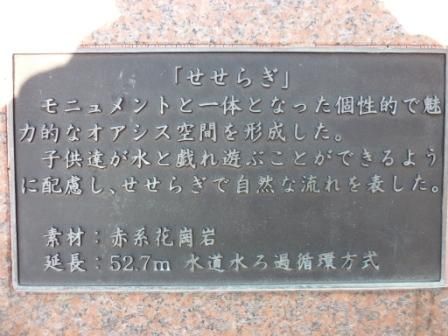 「せせらぎ」
モニュメントと一体となった個性的で魅
力的なオアシス空間を形成した。
子供達が水と戯れ遊ぶことができるよう
に配慮し、せせらぎで自然な流れを表した。
素材：赤系花崗岩
延長：52.7m 水道水ろ過循環方式